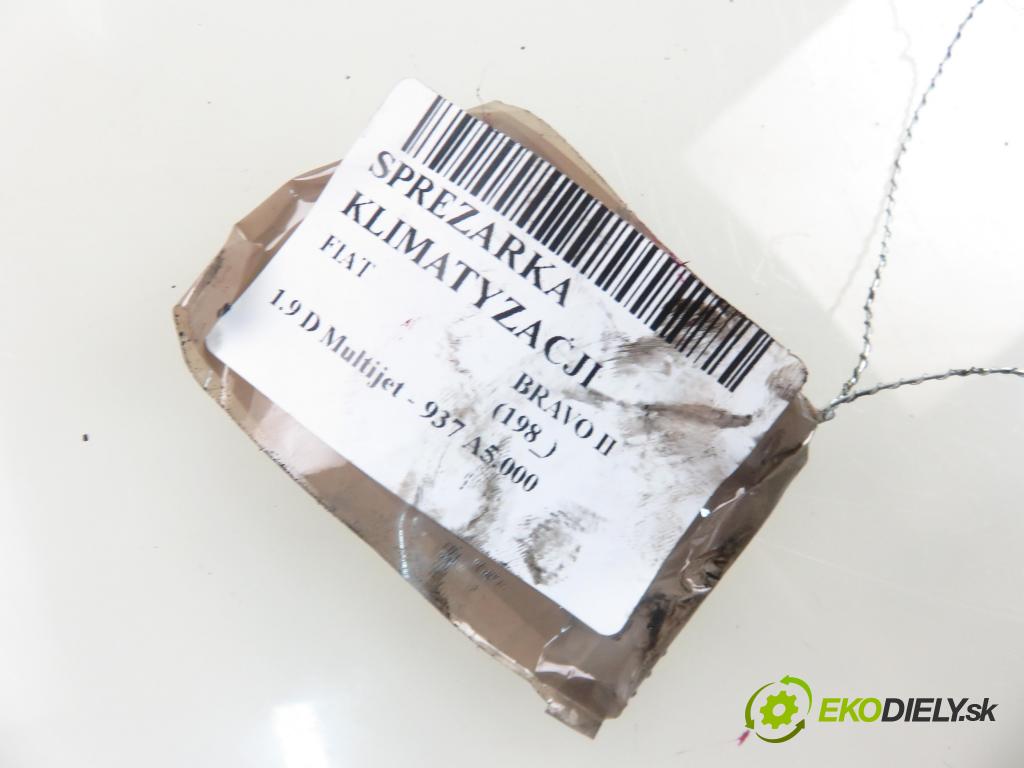 SPREZARKA
KLIMATYZACJI
FIAT
BRAVO II
(198_)
1.9 D Multijet - 937 A5.000
EKODIELY.sk